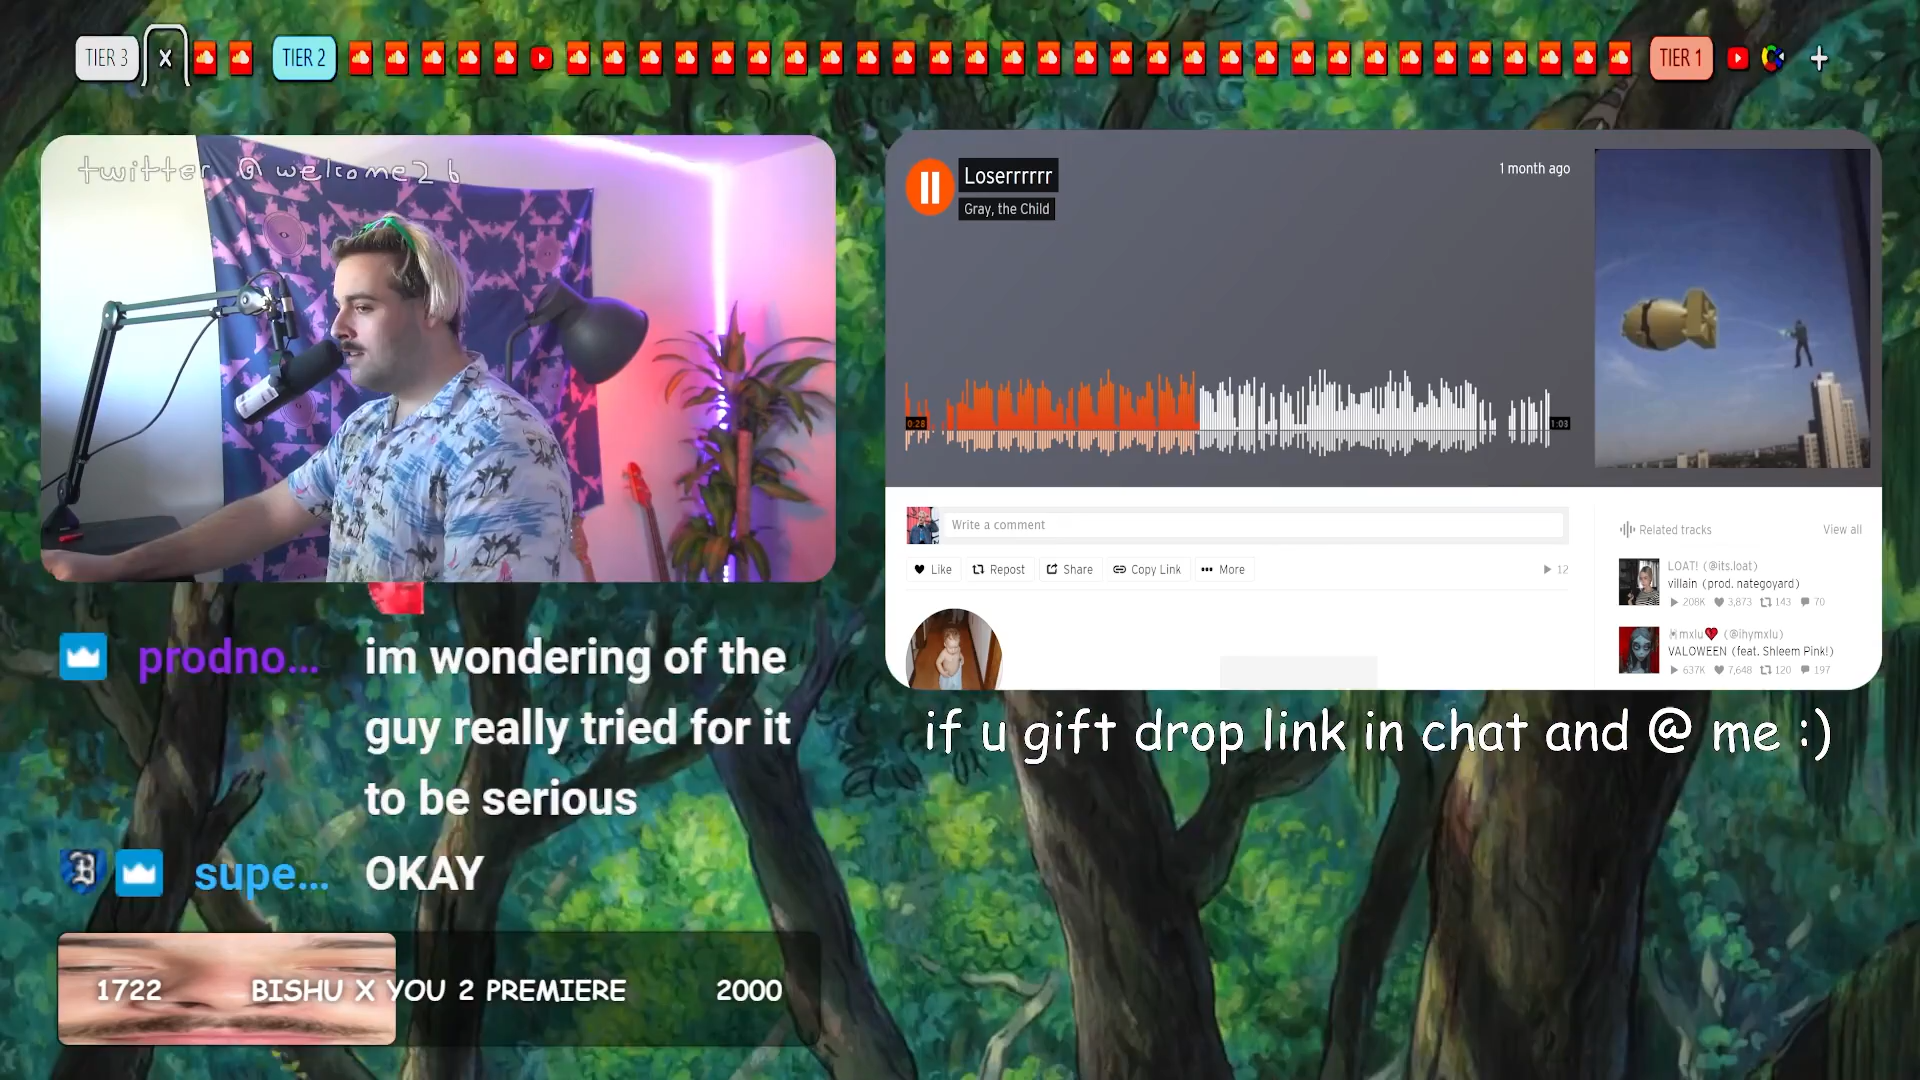 TIER 3
X
TIER 2
TIER 1
twitter @ welcome2 b
Loserrrrrr
Gray, the Child
1 month ago
0:28
1:03
Write a comment
Like
Repost
Share
Copy Link
More
12
Related tracks
View all
LOAT! (@its.loat)
villain (prod. nategoyard)
208K 3,873 143 70
mxlu (@ihymxlu)
VALOWEEN (feat. Shleem Pink!)
637K 7,648 120 197
if u gift drop link in chat and @ me :)
prodno... im wondering of the
guy really tried for it
to be serious
B supe... OKAY
1722 BISHU X YOU 2 PREMIERE 2000